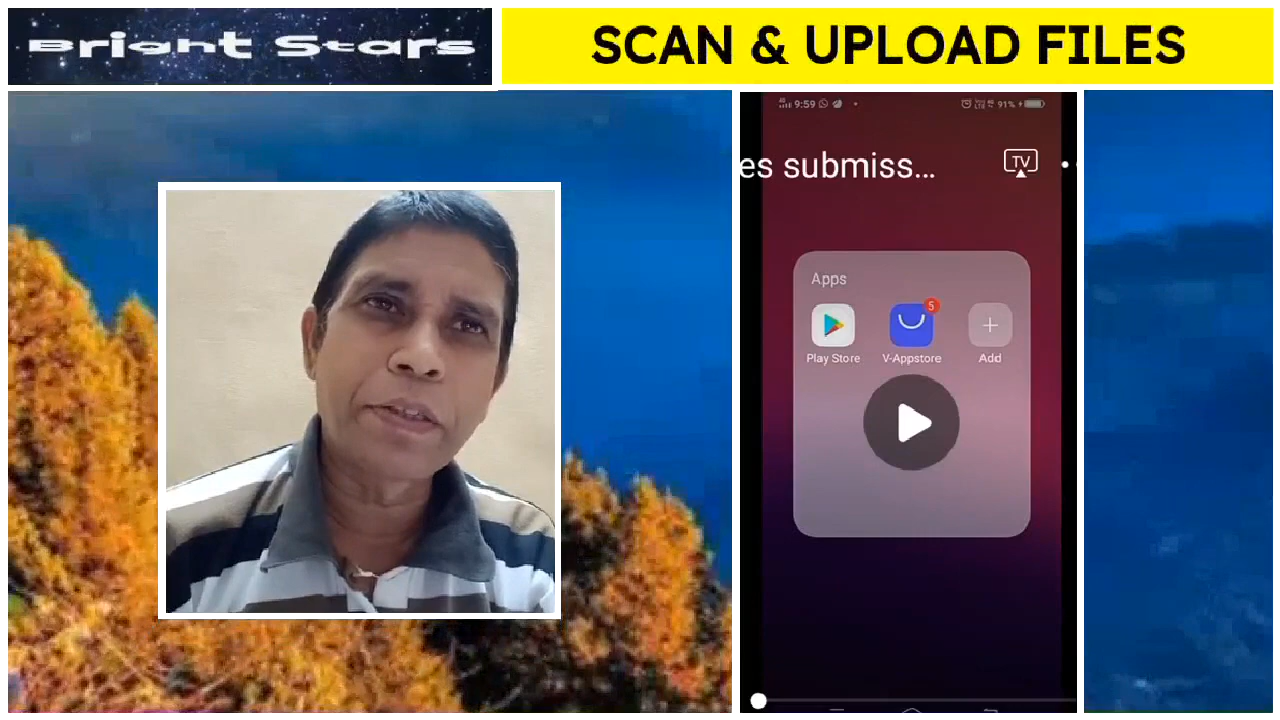 Bright Stars
SCAN & UPLOAD FILES
9:59
91%
es submiss...
TV
Apps
5
Play Store
V-Appstore
Add